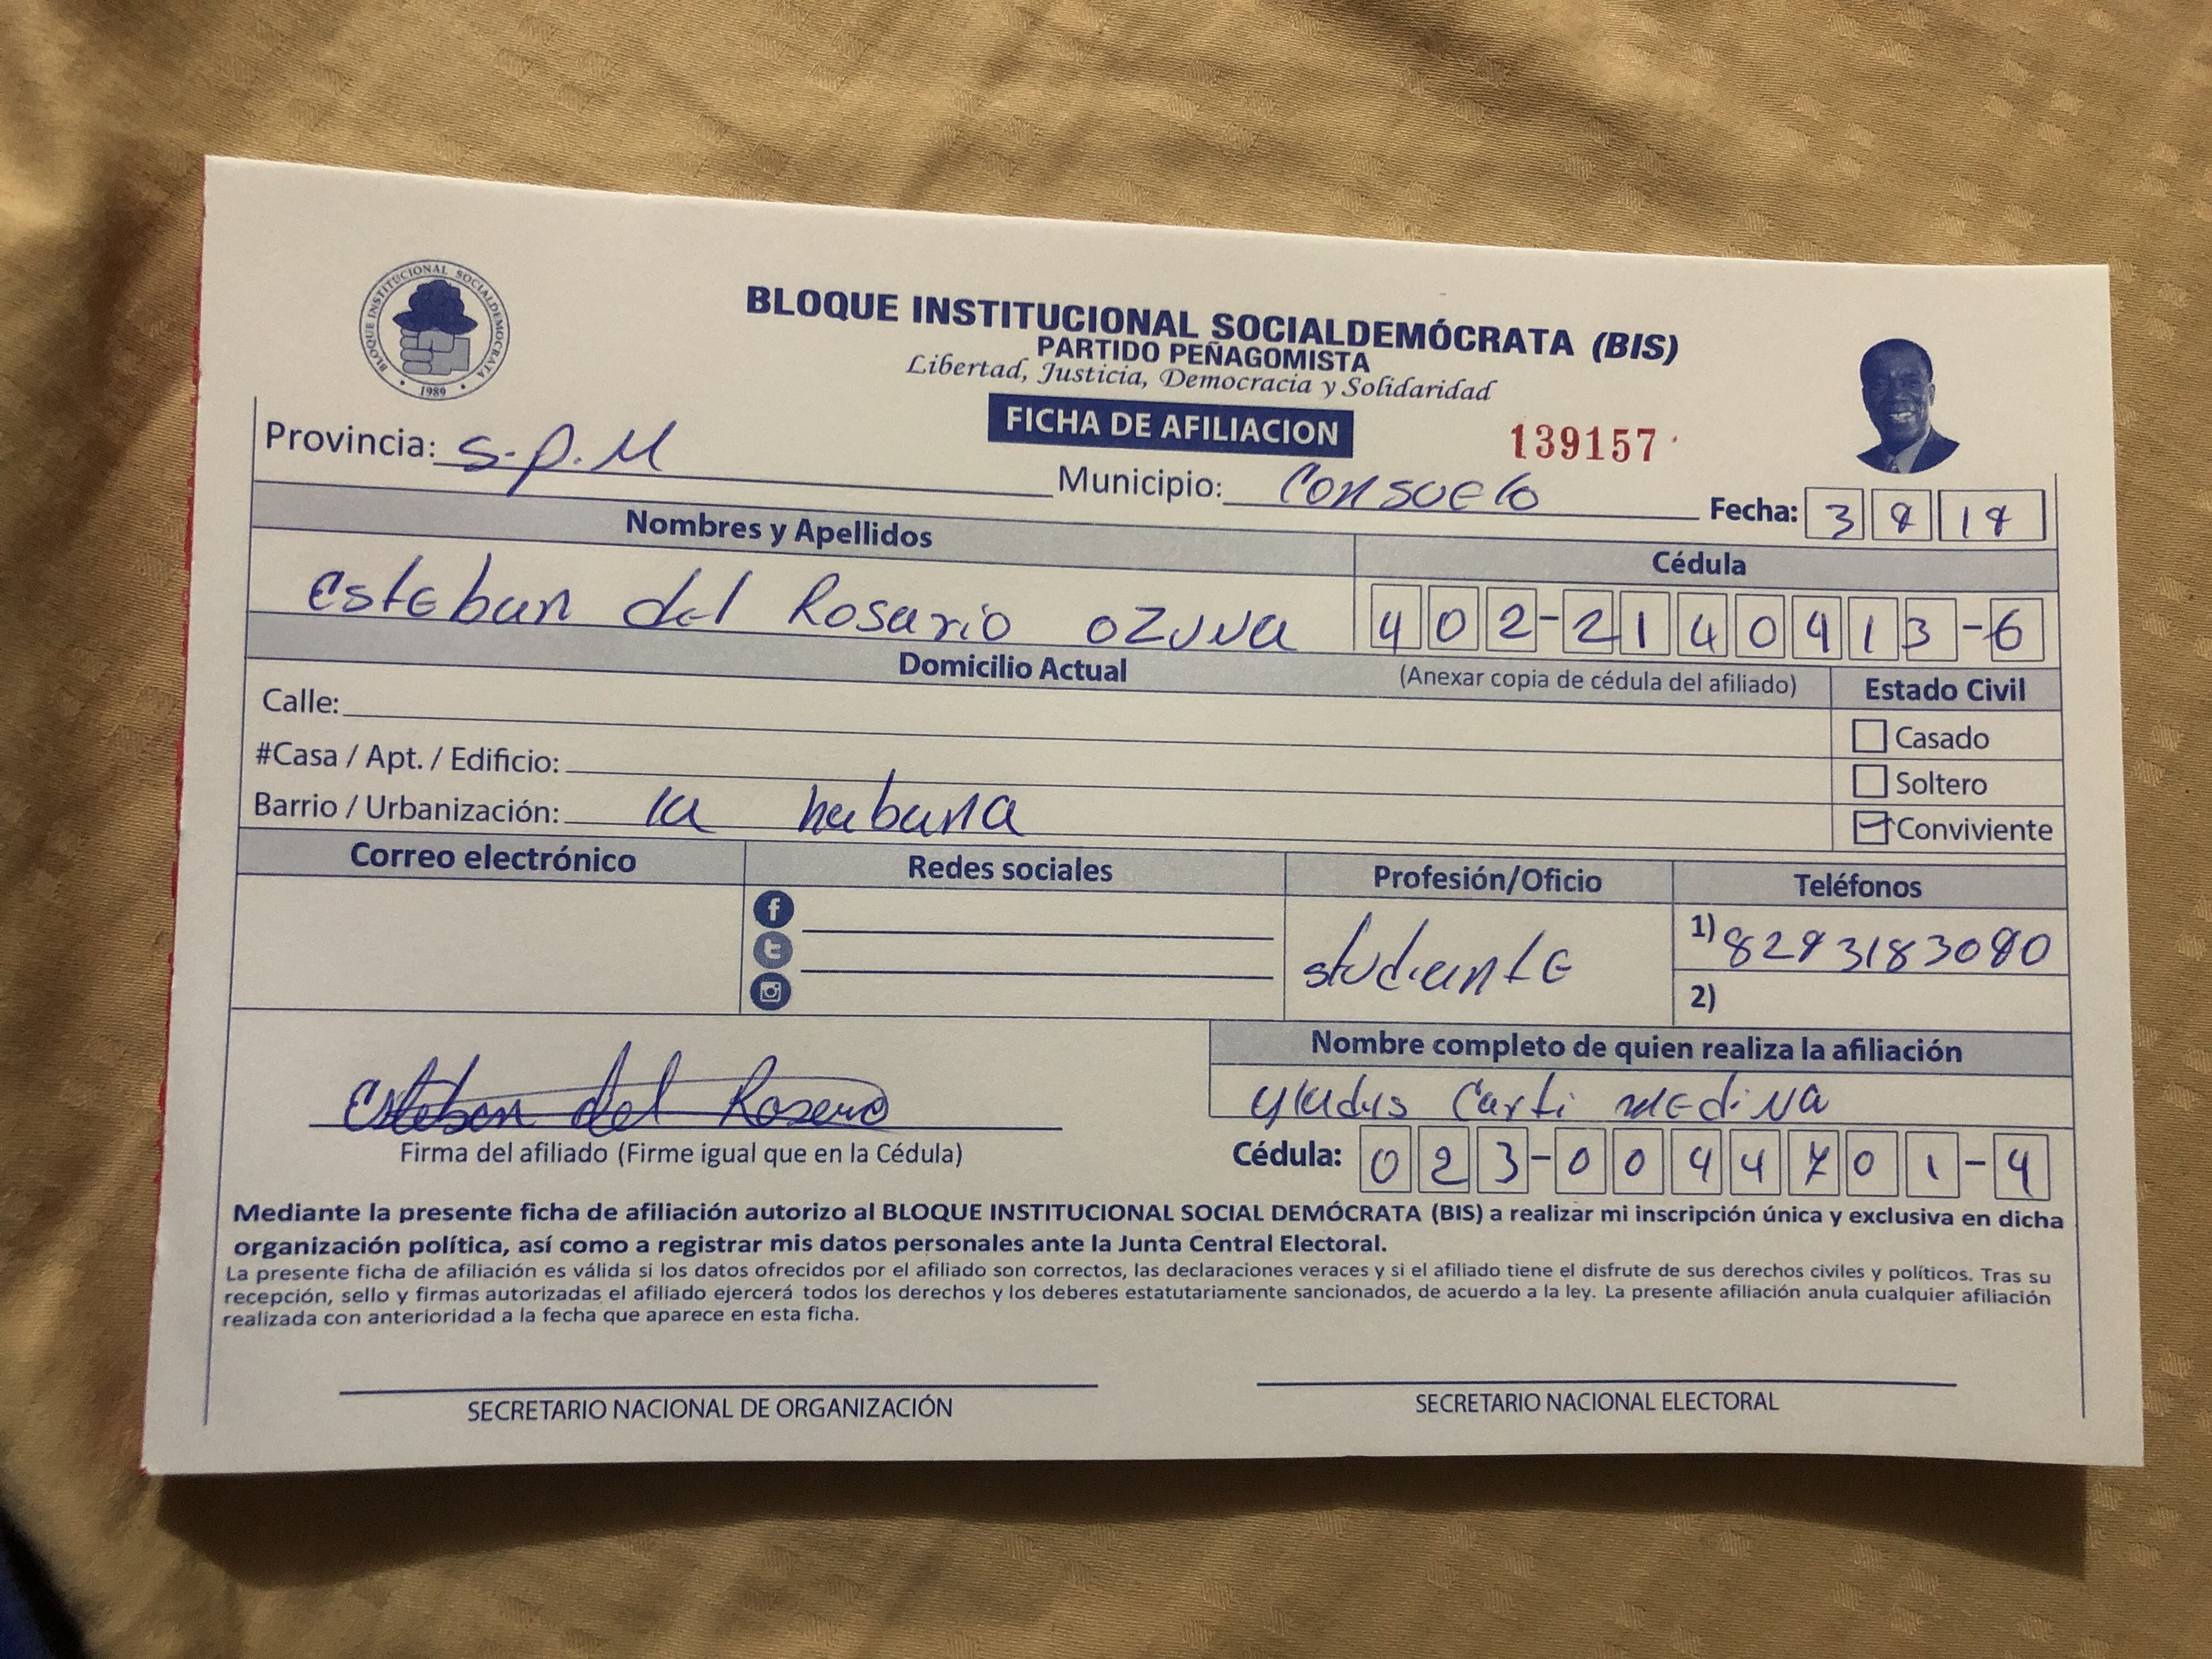 BLOQUE INSTITUCIONAL SOCIALDEMOCRATA
1989
BLOQUE INSTITUCIONAL SOCIALDEMÓCRATA (BIS)
PARTIDO PEÑAGOMISTA
Libertad, Justicia, Democracia y Solidaridad
FICHA DE AFILIACION
139157
Provincia: S.P.M
Municipio: Consuelo
Fecha: 3 8 18
Nombres y Apellidos
Cédula
Esteban del Rosario OZUNA
402-2140413-6
Domicilio Actual
(Anexar copia de cédula del afiliado)
Estado Civil
Calle:
Casado
#Casa / Apt. / Edificio:
Soltero
Barrio / Urbanización: la habana
Conviviente
Correo electrónico
Redes sociales
Profesión/Oficio
Teléfonos
studiante
1) 8293183080
2)
Nombre completo de quien realiza la afiliación
Carti medina
Esteban del Rosario
Firma del afiliado (Firme igual que en la Cédula)
Cédula: 023-0044701-4
Mediante la presente ficha de afiliación autorizo al BLOQUE INSTITUCIONAL SOCIAL DEMÓCRATA (BIS) a realizar mi inscripción única y exclusiva en dicha
organización política, así como a registrar mis datos personales ante la Junta Central Electoral.
La presente ficha de afiliación es válida si los datos ofrecidos por el afiliado son correctos, las declaraciones veraces y si el afiliado tiene el disfrute de sus derechos civiles y políticos. Tras su
recepción, sello y firmas autorizadas el afiliado ejercerá todos los derechos y los deberes estatutariamente sancionados, de acuerdo a la ley. La presente afiliación anula cualquier afiliación
realizada con anterioridad a la fecha que aparece en esta ficha.
SECRETARIO NACIONAL DE ORGANIZACIÓN
SECRETARIO NACIONAL ELECTORAL